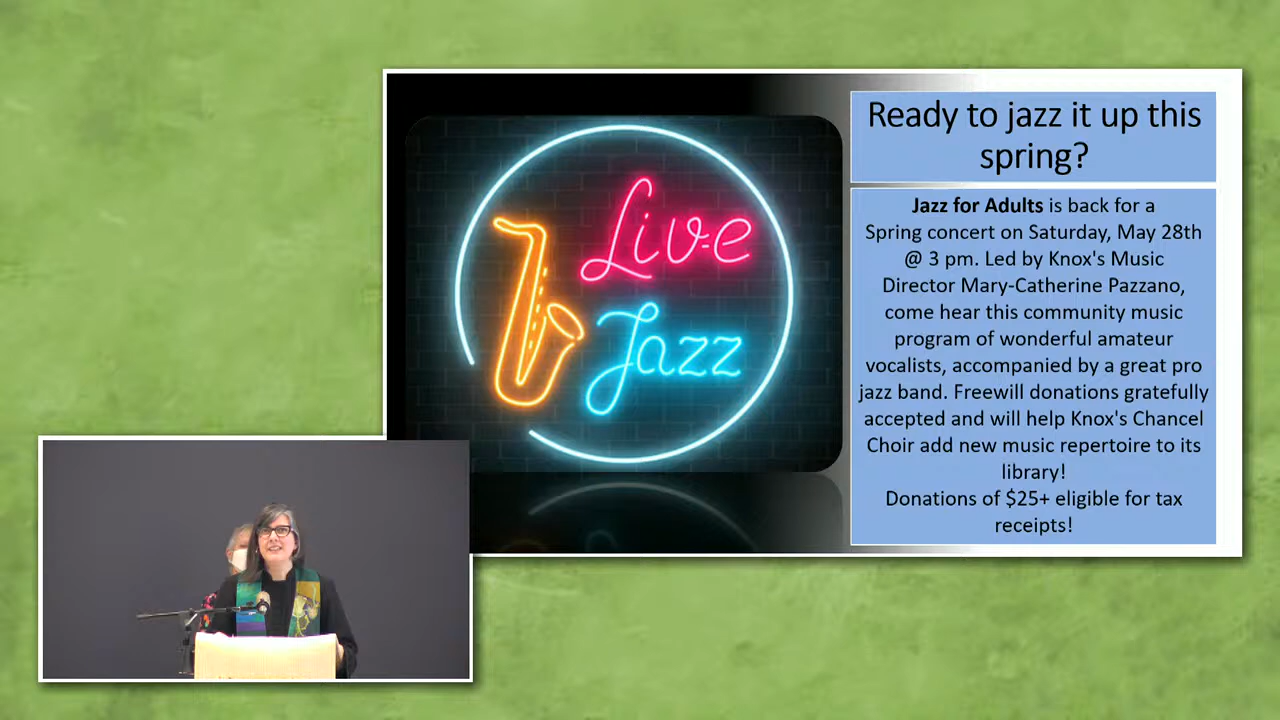 Live
Jazz
Ready to jazz it up this
spring?
Jazz for Adults is back for a
Spring concert on Saturday, May 28th
@ 3 pm. Led by Knox's Music
Director Mary-Catherine Pazzano,
come hear this community music
program of wonderful amateur
vocalists, accompanied by a great pro
jazz band. Freewill donations gratefully
accepted and will help Knox's Chancel
Choir add new music repertoire to its
library!
Donations of $25+ eligible for tax
receipts!